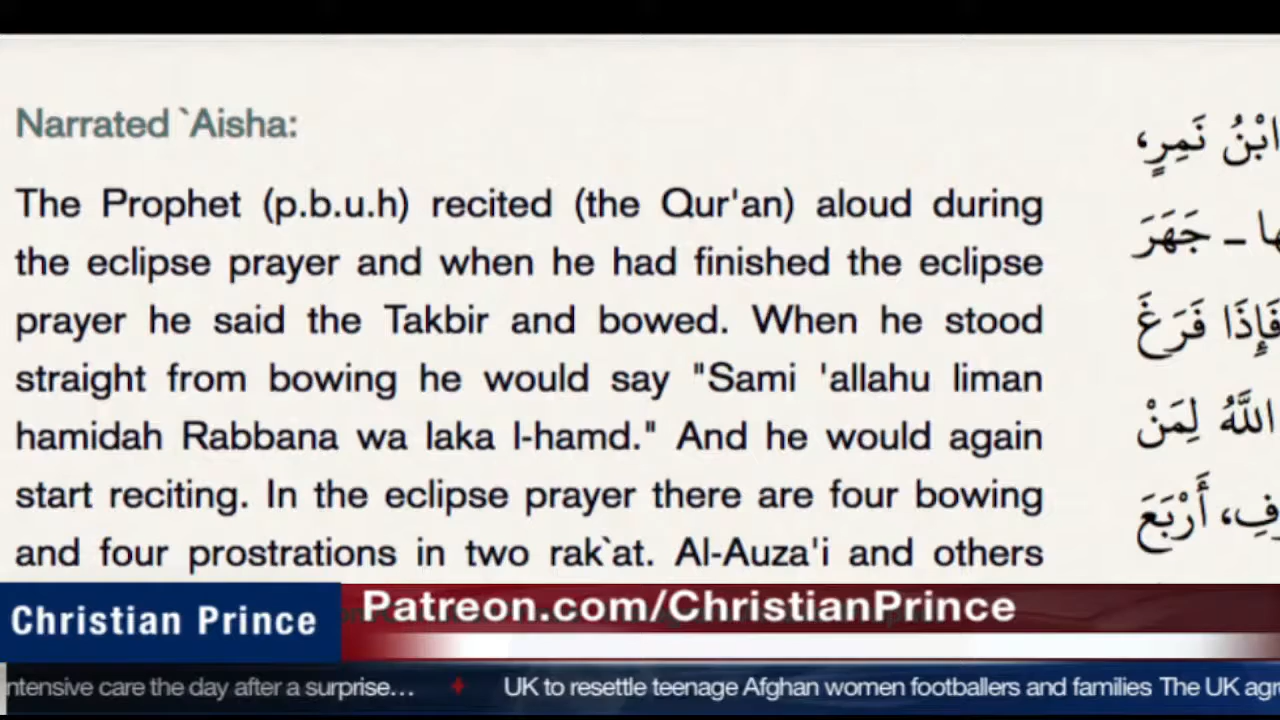 Narrated `Aisha:
The Prophet (p.b.u.h) recited (the Qur'an) aloud during
the eclipse prayer and when he had finished the eclipse
prayer he said the Takbir and bowed. When he stood
straight from bowing he would say "Sami 'allahu liman
hamidah Rabbana wa laka l-hamd." And he would again
start reciting. In the eclipse prayer there are four bowing
and four prostrations in two rak`at. Al-Auza'i and others
ابْنُ نَمِرٍ،
ـ جَهَرَ
فَإِذَا فَرَغَ
اللَّهُ لِمَنْ
أَرْبَعَ
Christian Prince
Patreon.com/ChristianPrince
ntensive care the day after a surprise... UK to resettle teenage Afghan women footballers and families The UK agr